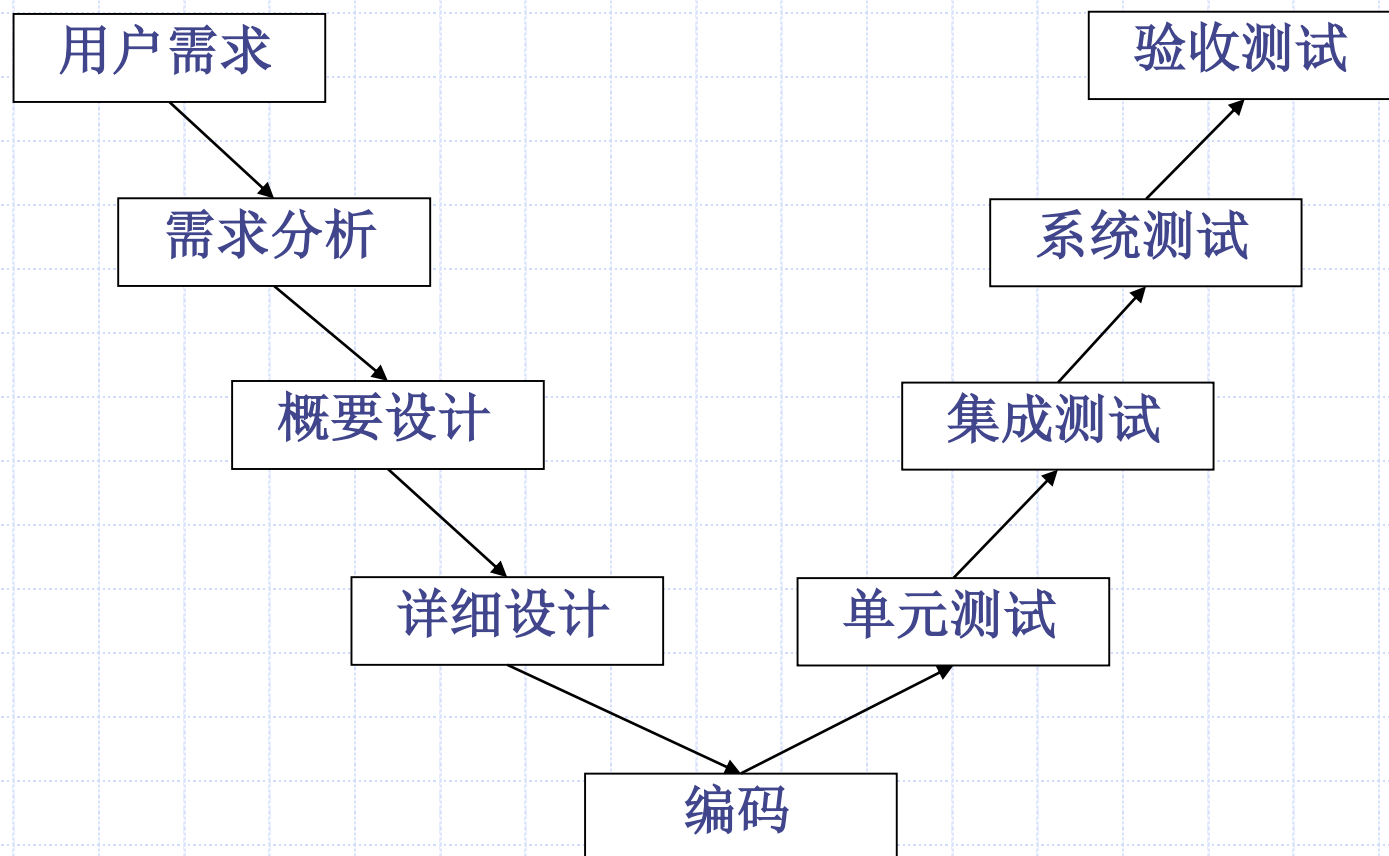 用户需求
验收测试
需求分析
系统测试
概要设计
集成测试
详细设计
单元测试
编码